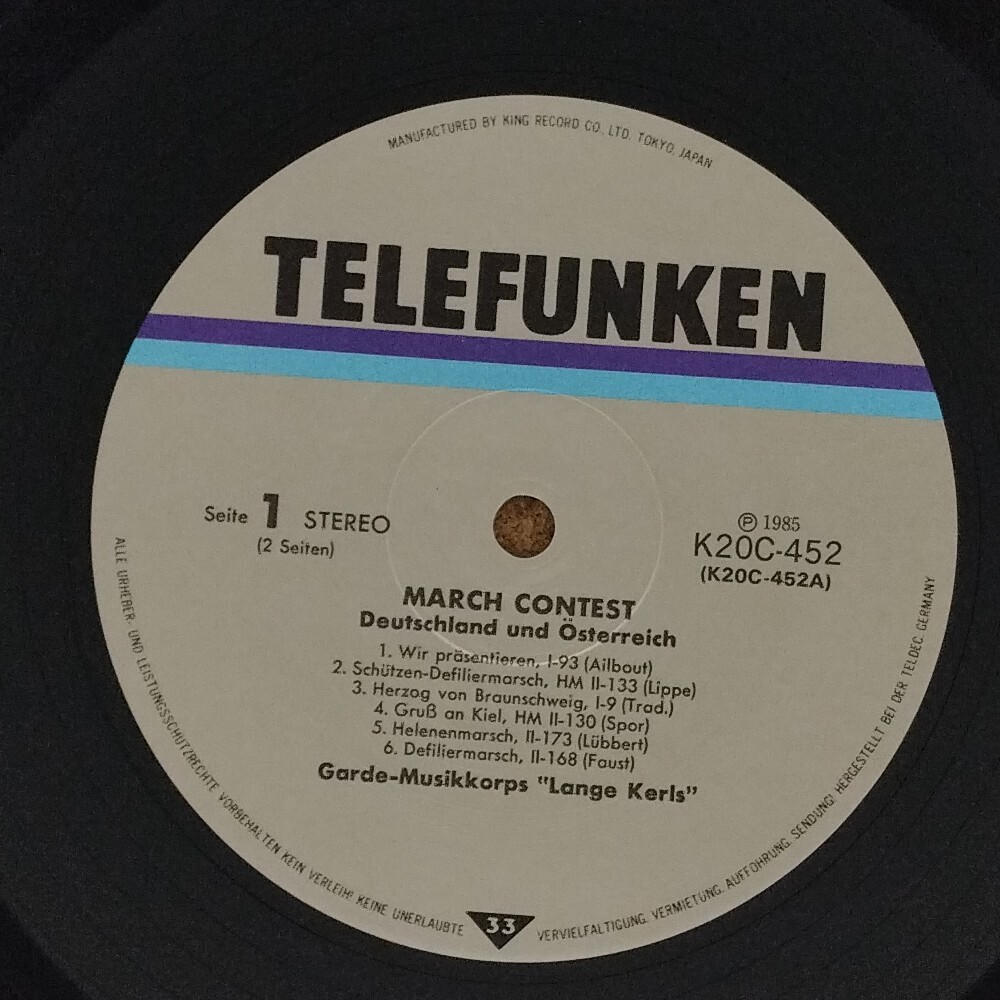 MANUFACTURED BY KING RECORD CO. LTD. TOKYO, JAPAN
TELEFUNKEN
Seite 1 STEREO
(2 Seiten)
Ⓟ 1985
K20C-452
(K20C-452A)
MARCH CONTEST
Deutschland und Österreich
1. Wir präsentieren, I-93 (Ailbout)
2. Schützen-Defiliermarsch, HM II-133 (Lippe)
3. Herzog von Braunschweig, I-9 (Trad.)
4. Gruß an Kiel, HM II-130 (Spor)
5. Helenenmarsch, II-173 (Lübbert)
6. Defiliermarsch, II-168 (Faust)
Garde-Musikkorps "Lange Kerls"
ALLE URHEBER- UND LEISTUNGSSCHUTZRECHTE VORBEHALTEN KEIN VERLEIH! KEINE UNERLAUBTE
33
VERVIELFALTIGUNG, VERMIETUNG, AUFFOHRUNG, SENDUNG! HERGESTELLT BEI DER TELDEC GERMANY